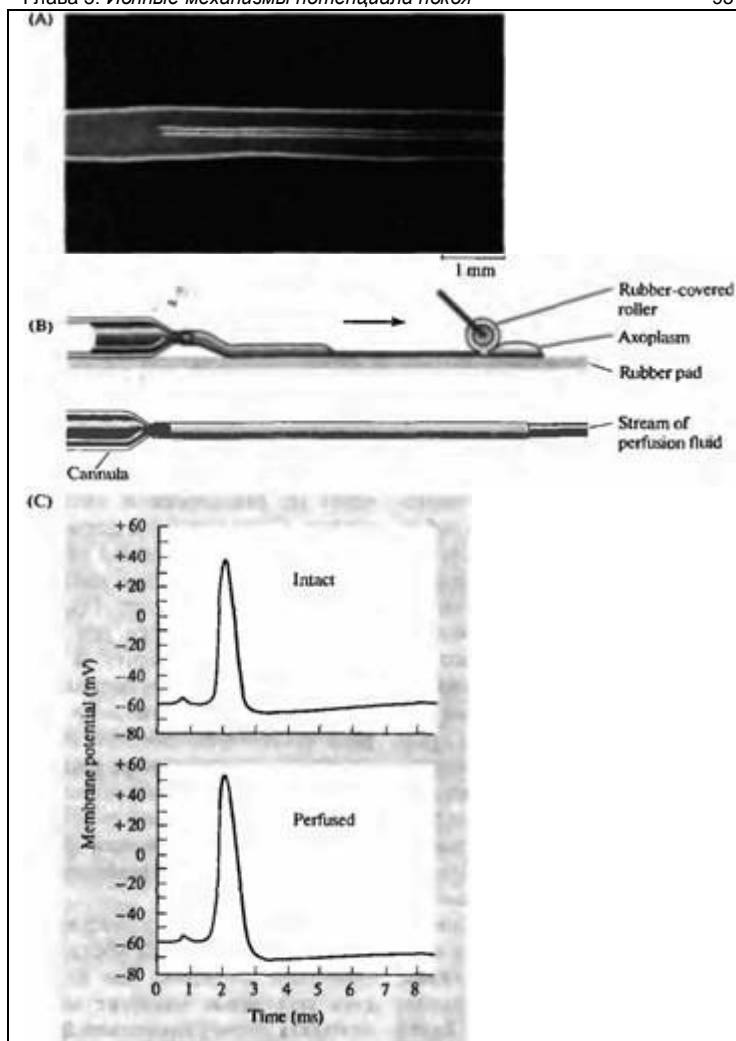 Глава 5. Ионные механизмы потенциала покоя
(A)
1 mm
(B)
Rubber-covered
roller
Axoplasm
Rubber pad
Stream of
perfusion fluid
Cannula
(C)
Membrane potential (mV)
+60
+40
+20
0
−20
−40
−60
−80
Intact
+60
+40
+20
0
−20
−40
−60
−80
Perfused
0 1 2 3 4 5 6 7 8
Time (ms)